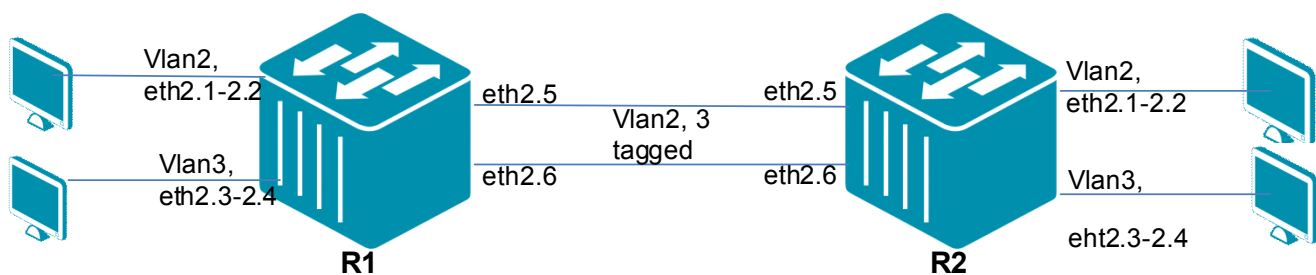 Vlan2,
eth2.1-2.2
Vlan3,
eth2.3-2.4
R1
eth2.5
eth2.6
Vlan2, 3
tagged
eth2.5
eth2.6
R2
Vlan2,
eth2.1-2.2
Vlan3,
eht2.3-2.4